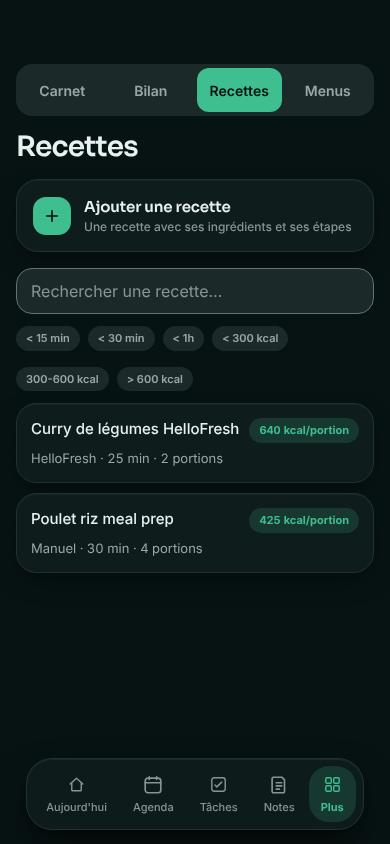 Carnet Bilan Recettes Menus
Recettes
Ajouter une recette
Une recette avec ses ingrédients et ses étapes
Rechercher une recette...
< 15 min < 30 min < 1h < 300 kcal
300-600 kcal > 600 kcal
Curry de légumes HelloFresh 640 kcal/portion
HelloFresh · 25 min · 2 portions
Poulet riz meal prep 425 kcal/portion
Manuel · 30 min · 4 portions
Aujourd'hui Agenda Tâches Notes Plus